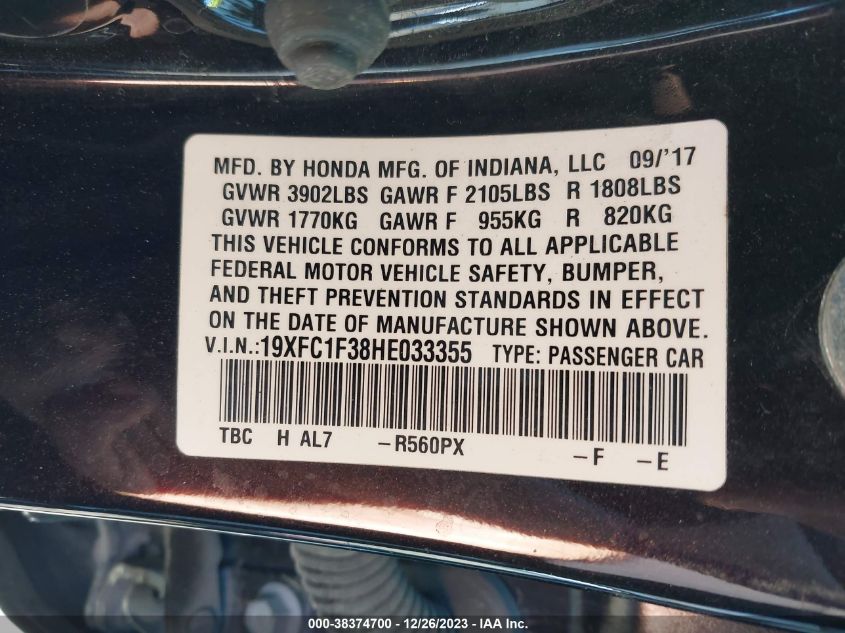 MFD. BY HONDA MFG. OF INDIANA, LLC 09/'17
GVWR 3902LBS GAWR F 2105LBS R 1808LBS
GVWR 1770KG GAWR F 955KG R 820KG
THIS VEHICLE CONFORMS TO ALL APPLICABLE
FEDERAL MOTOR VEHICLE SAFETY, BUMPER,
AND THEFT PREVENTION STANDARDS IN EFFECT
ON THE DATE OF MANUFACTURE SHOWN ABOVE.
V.I.N.:19XFC1F38HE033355 TYPE: PASSENGER CAR
TBC H AL7 -R560PX -F -E
000-38374700 - 12/26/2023 - IAA Inc.